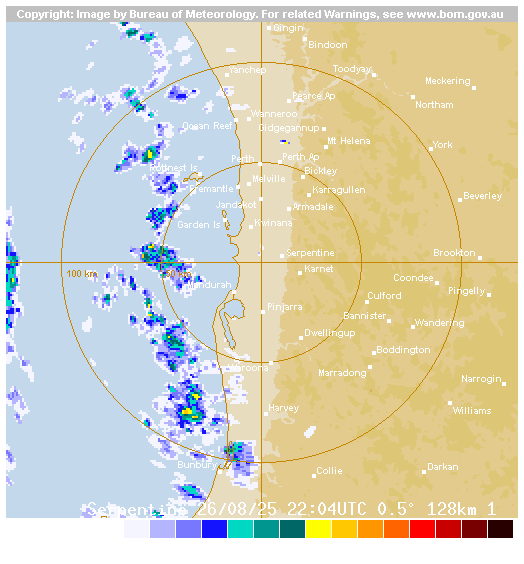 Copyright: Image by Bureau of Meteorology. For related Warnings, see www.bom.gov.au
Gingin
Bindoon
Yanchep
Toodyay
Meckering
Pearce Ap
Northam
Wanneroo
Ocean Reef
Gidgegannup
Mt Helena
York
Perth
Perth Ap
Rottnest Is
Bickley
Melville
Fremantle
Karragullen
Beverley
Jandakot
Armadale
Garden Is
Kwinana
Serpentine
Brookton
100 km
50 km
Karnet
Coondee
Mandurah
Pingelly
Culford
Pinjarra
Bannister
Wandering
Dwellingup
Boddington
Waroona
Marradong
Narrogin
Harvey
Williams
Bunbury
Collie
Darkan
Serpentine 26/08/25 22:04UTC 0.5° 128km 1